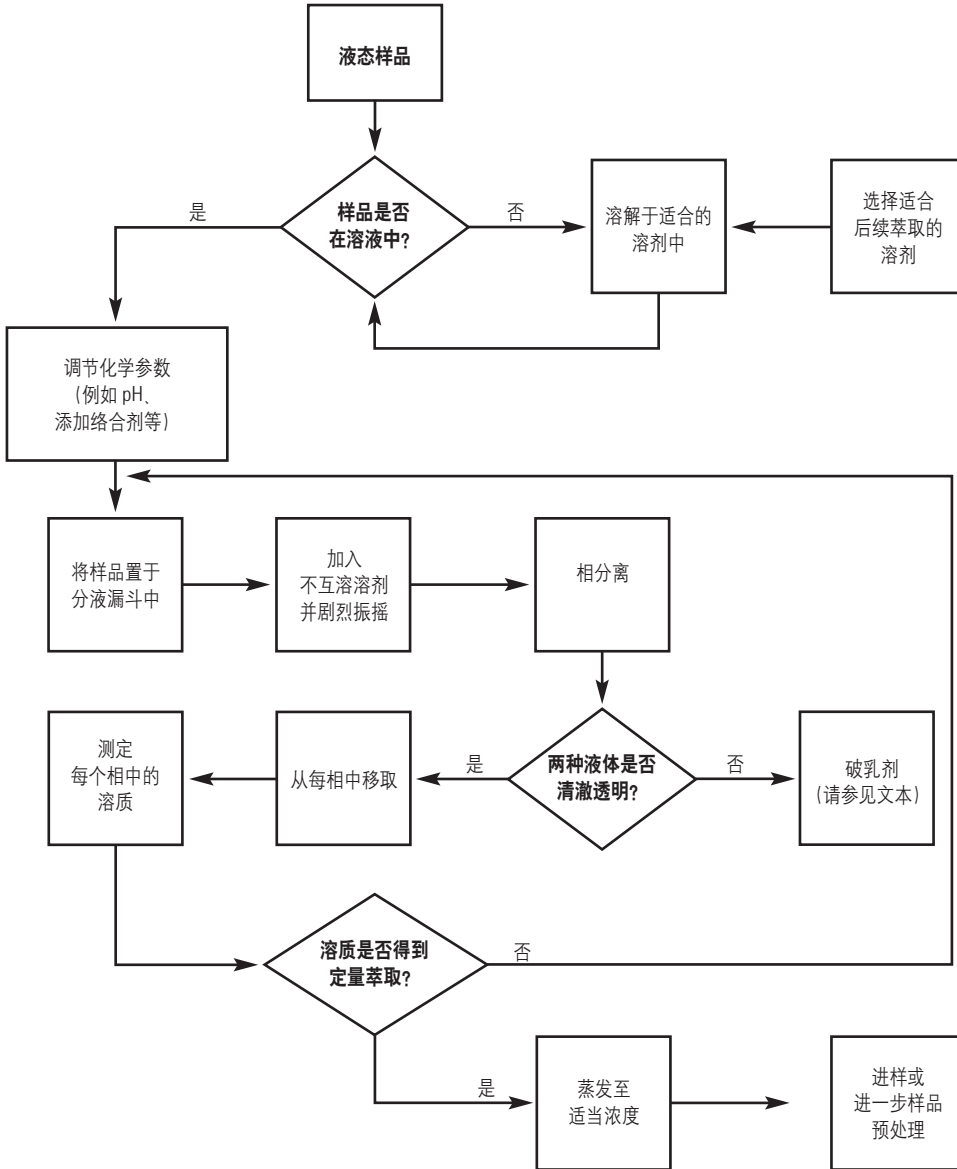 液态样品
样品是否
在溶液中?
是
否
溶解于适合的
溶剂中
选择适合
后续萃取的
溶剂
调节化学参数
(例如 pH、
添加络合剂等)
将样品置于
分液漏斗中
加入
不互溶溶剂
并剧烈振摇
相分离
两种液体是否
清澈透明?
是
否
破乳剂
(请参见文本)
从每相中移取
测定
每个相中的
溶质
溶质是否得到
定量萃取?
否
是
蒸发至
适当浓度
进样或
进一步样品
预处理